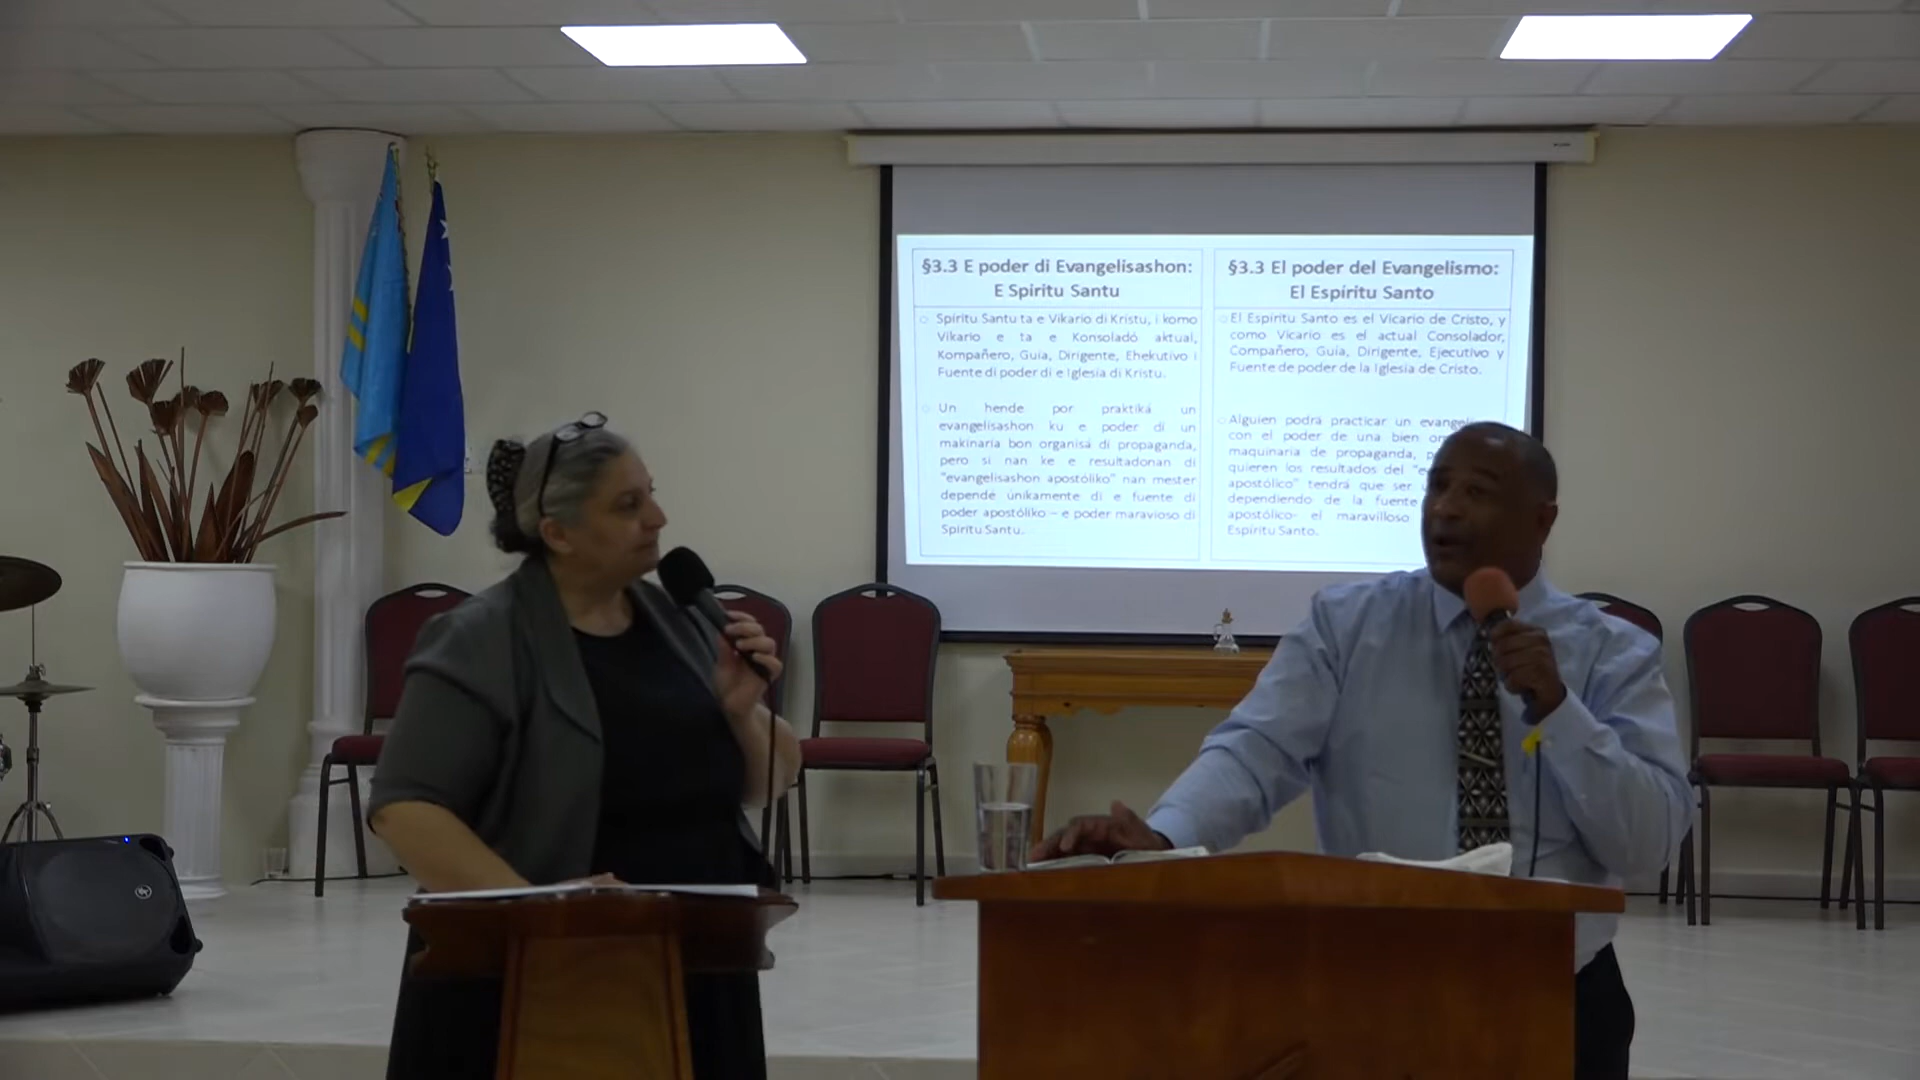 §3.3 E poder di Evangelisashon:
E Spiritu Santu
Spiritu Santu ta e Vikario di Kristu, i komo
Vikario e ta e Konsoladó aktual,
Kompañero, Guia, Dirigente, Ehekutivo i
Fuente di poder di e Iglesia di Kristu.
Un hende por praktiká un
evangelisashon ku e poder di un
makinaria bon organisá di propaganda,
pero si nan ke e resultadonan di
"evangelisashon apostóliko" nan mester
depende únikamente di e fuente di
poder apostóliko – e poder maravioso di
Spiritu Santu.
§3.3 El poder del Evangelismo:
El Espíritu Santo
El Espíritu Santo es el Vicario de Cristo, y
como Vicario es el actual Consolador,
Compañero, Guía, Dirigente, Ejecutivo y
Fuente de poder de la Iglesia de Cristo.
Alguien podrá practicar un
con el poder de una bien
maquinaria de propaganda,
quieren los resultados del
apostólico" tendrá que ser
dependiendo de la fuente
apostólico- el maravilloso
Espíritu Santo.